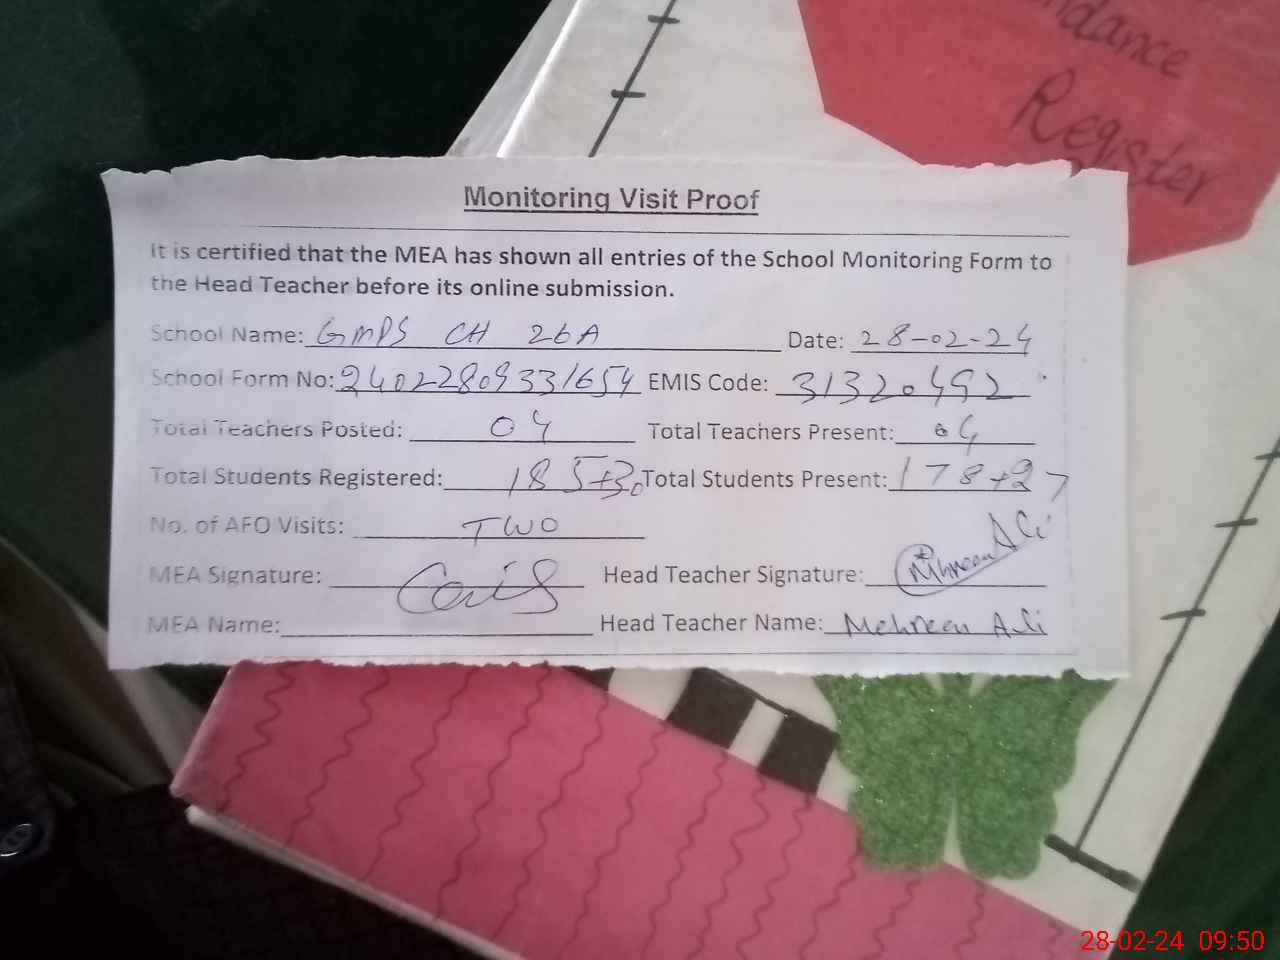 ndance
Register
Monitoring Visit Proof
It is certified that the MEA has shown all entries of the School Monitoring Form to
the Head Teacher before its online submission.
School Name: GMPS CH 26A Date: 28-02-24
School Form No: 24022809331654 EMIS Code: 31320492
Total Teachers Posted: 04 Total Teachers Present: 04
Total Students Registered: 185+30 Total Students Present: 178+27
No. of AFO Visits: TWO
MEA Signature: Head Teacher Signature: Mehreen Ali
MEA Name: Head Teacher Name: Mehreen Ali
28-02-24 09:50